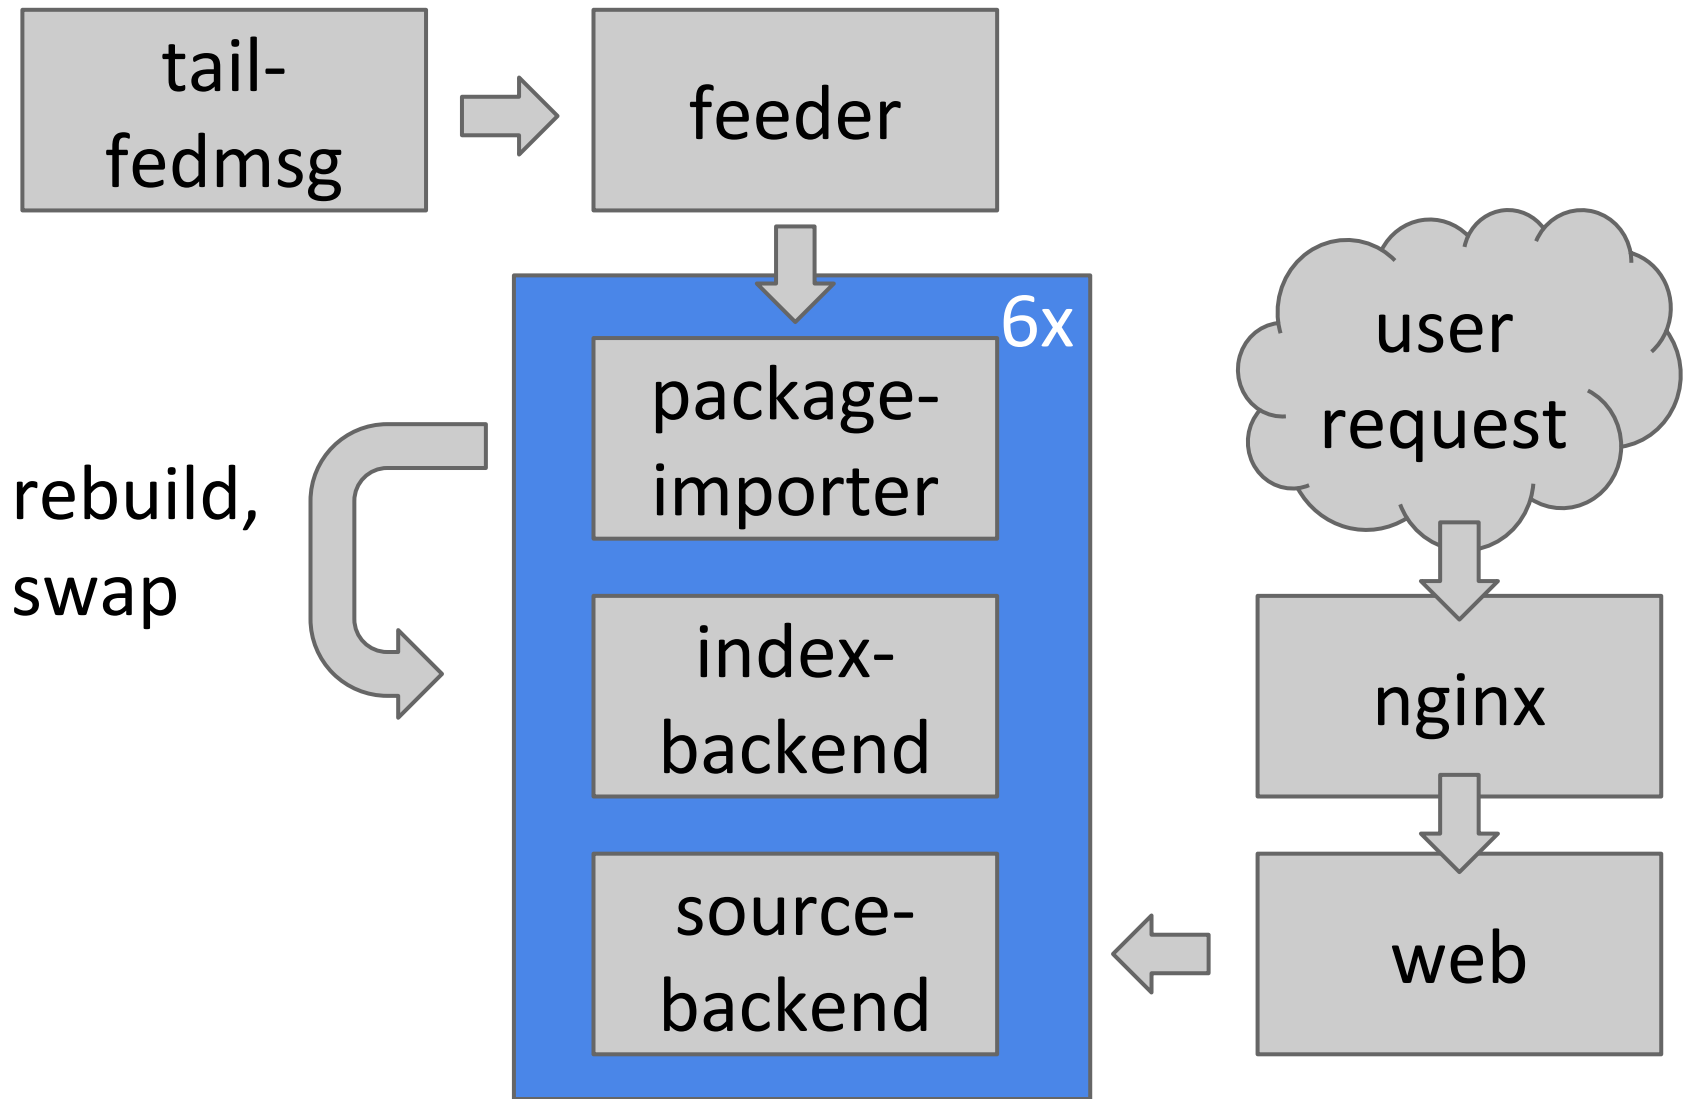 tail-
fedmsg
feeder
6x
package-
importer
rebuild,
swap
index-
backend
source-
backend
user
request
nginx
web